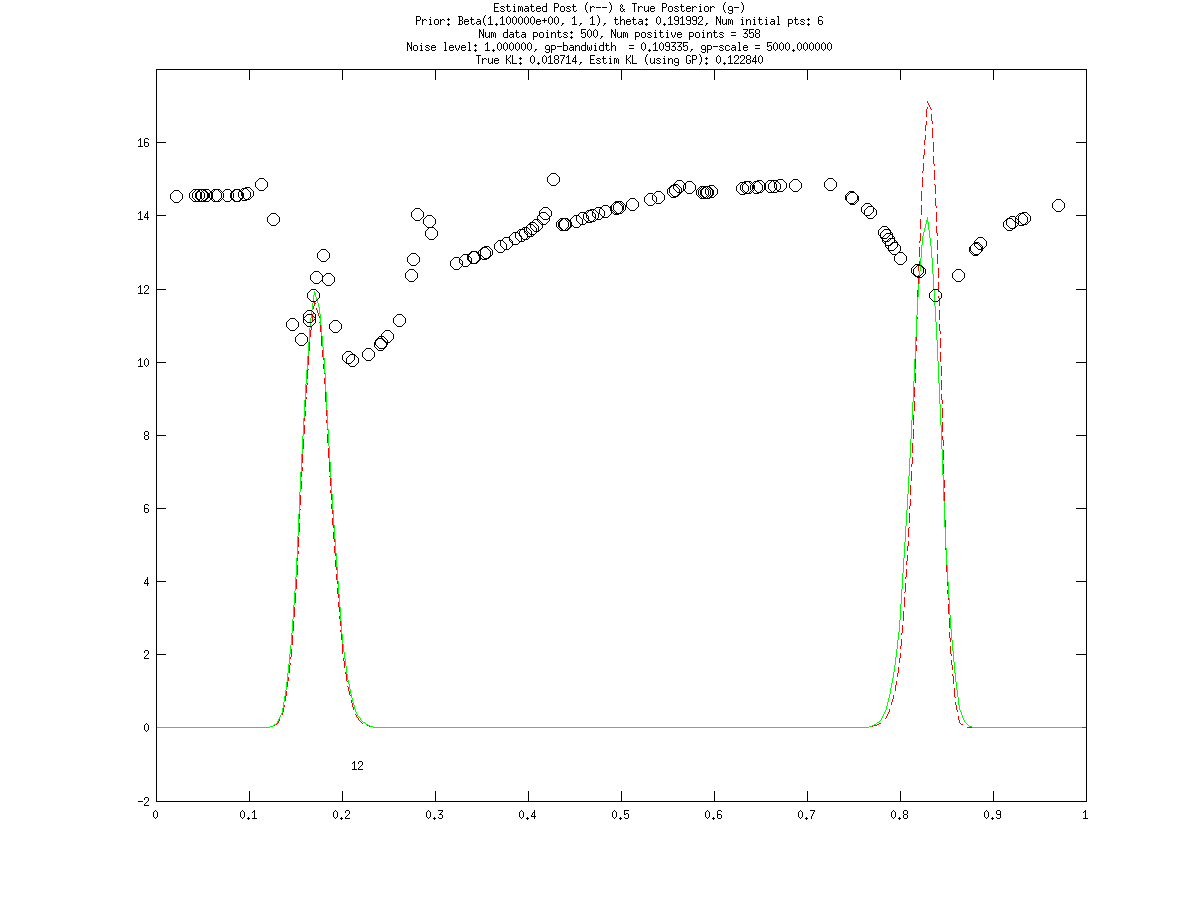 Estimated Post (r--) & True Posterior (g-)
Prior: Beta(1.100000e+00, 1, 1), theta: 0.191992, Num initial pts: 6
Num data points: 500, Num positive points = 358
Noise level: 1.000000, gp-bandwidth  = 0.109335, gp-scale = 5000.000000
True KL: 0.018714, Estim KL (using GP): 0.122840
16
14
12
10
8
6
4
2
0
12
-2
0 0.1 0.2 0.3 0.4 0.5 0.6 0.7 0.8 0.9 1